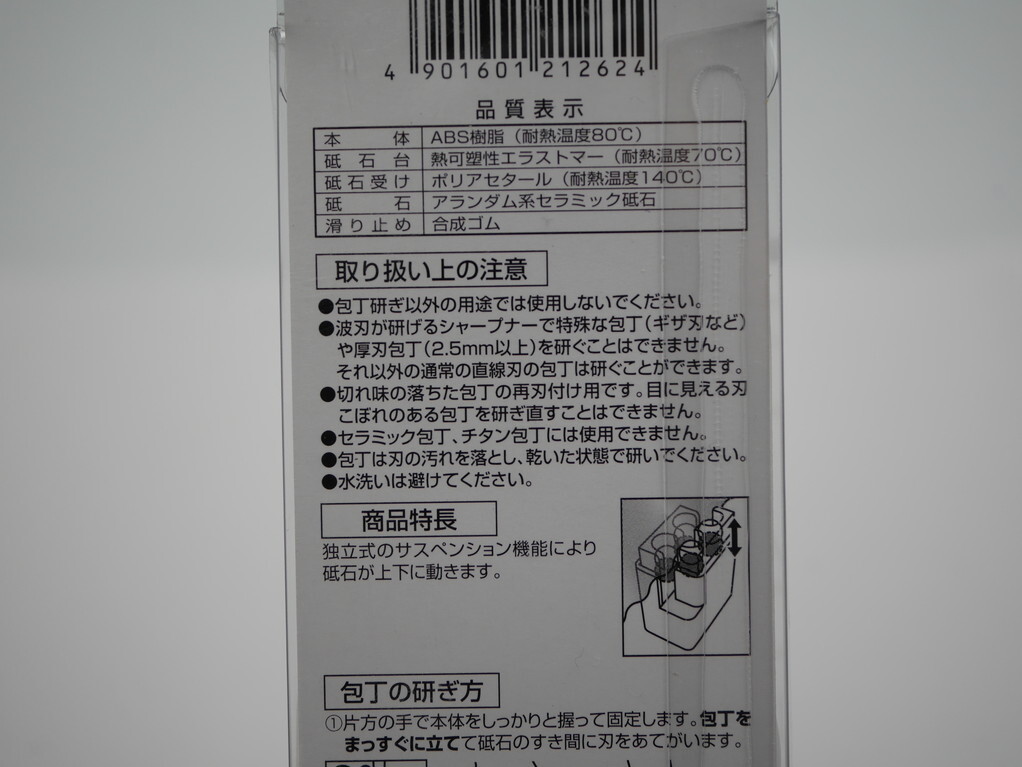 4 901601 212624
品質表示
本体 ABS樹脂（耐熱温度80℃）
砥石台 熱可塑性エラストマー（耐熱温度70℃）
砥石受け ポリアセタール（耐熱温度140℃）
砥石 アランダム系セラミック砥石
滑り止め 合成ゴム
取り扱い上の注意
●包丁研ぎ以外の用途では使用しないでください。
●波刃が研げるシャープナーで特殊な包丁（ギザ刃など）
や厚刃包丁（2.5mm以上）を研ぐことはできません。
それ以外の通常の直線刃の包丁は研ぐことができます。
●切れ味の落ちた包丁の再刃付け用です。目に見える刃
こぼれのある包丁を研ぎ直すことはできません。
●セラミック包丁、チタン包丁には使用できません。
●包丁は刃の汚れを落とし、乾いた状態で研いでください。
●水洗いは避けてください。
商品特長
独立式のサスペンション機能により
砥石が上下に動きます。
包丁の研ぎ方
①片方の手で本体をしっかりと握って固定します。包丁を
まっすぐに立てて砥石のすき間に刃をあてがいます。